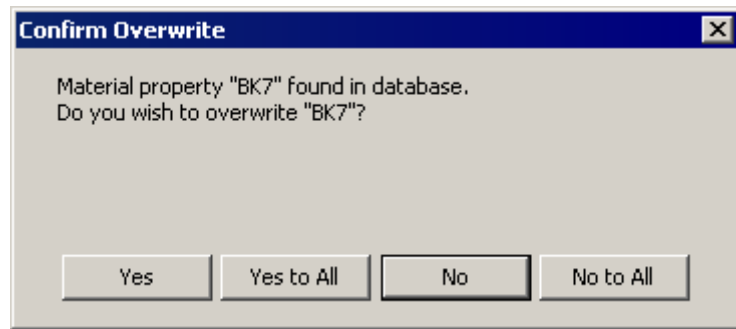 Confirm Overwrite
Material property "BK7" found in database.
Do you wish to overwrite "BK7"?
Yes
Yes to All
No
No to All